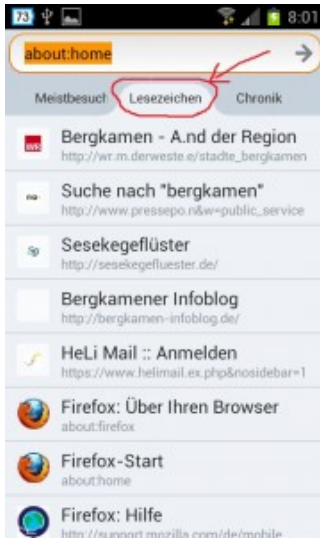 73 8:01
about:home
Meistbesuch Lesezeichen Chronik
Bergkamen - A.nd der Region
http://wr.m.derweste.e/stadte_bergkamen
Suche nach "bergkamen"
http://www.pressepo.n&w=public_service
Sesekegeflüster
http://sesekegefluester.de/
Bergkamener Infoblog
http://bergkamen-infoblog.de/
HeLi Mail :: Anmelden
https://www.helimail.ex.php&nosidebar=1
Firefox: Über Ihren Browser
about:firefox
Firefox-Start
about:home
Firefox: Hilfe
http://support.mozilla.com/de/mobile